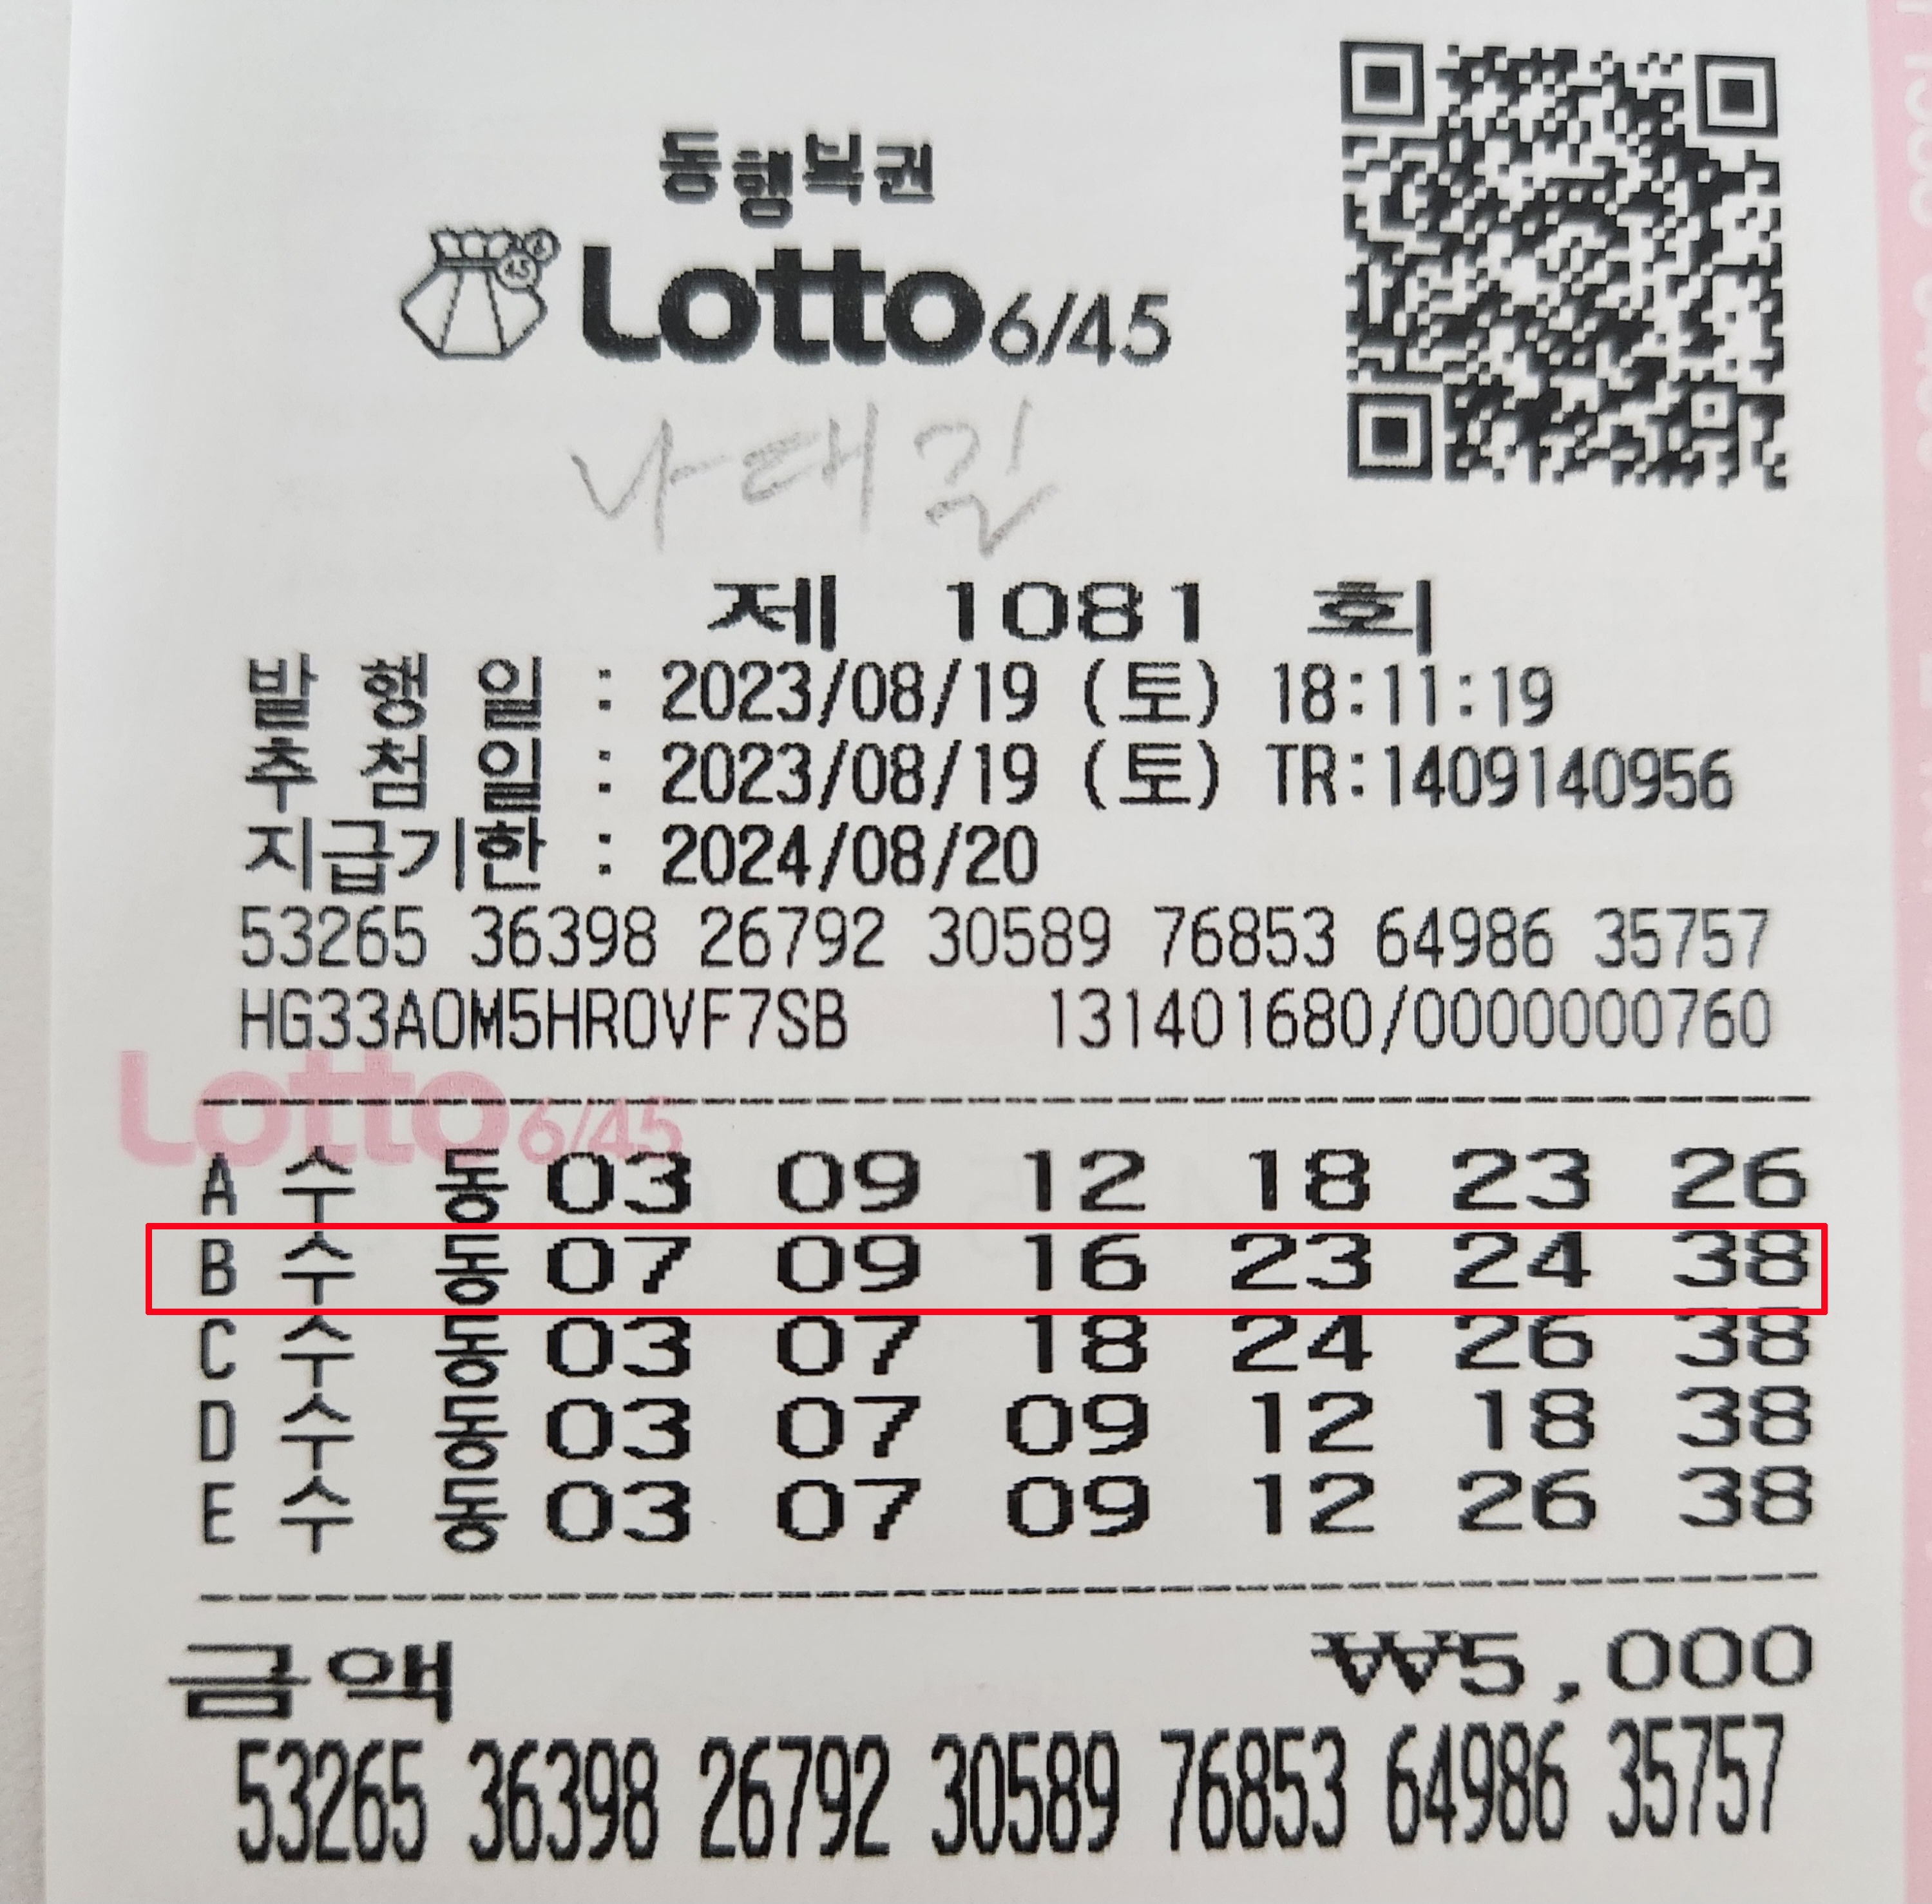 동행복권
Lotto 6/45
나대길
제 1081 회
발 행 일 : 2023/08/19 (토) 18:11:19
추 첨 일 : 2023/08/19 (토) TR:1409140956
지급기한 : 2024/08/20
53265 36398 26792 30589 76853 64986 35757
HG33A0M5HR0VF7SB 131401680/0000000760
Lotto 6/45
A 수 동 03 09 12 18 23 26
B 수 동 07 09 16 23 24 38
C 수 동 03 07 18 24 26 38
D 수 동 03 07 09 12 18 38
E 수 동 03 07 09 12 26 38
금액 ₩5,000
53265 36398 26792 30589 76853 64986 35757